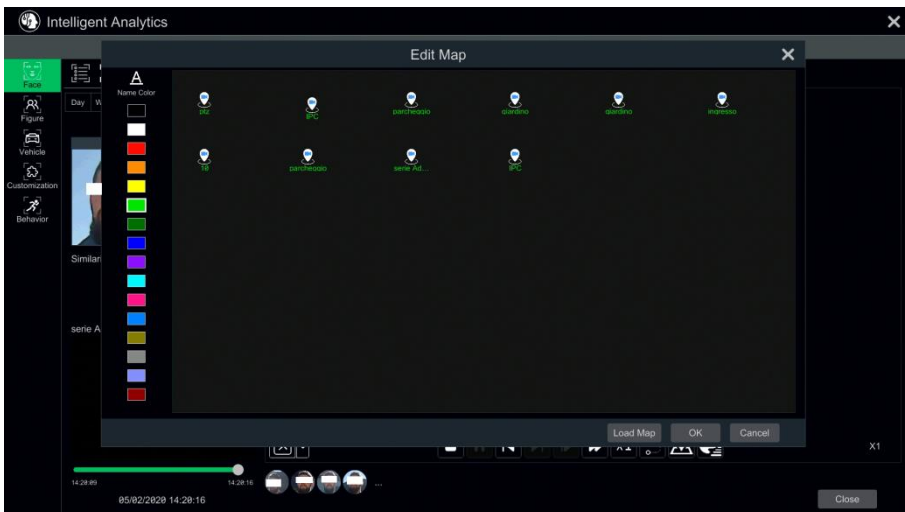 Intelligent Analytics
Edit Map
Face
Figure
Vehicle
Customization
Behavior
Day W
Name Color
ptz
IPC
parcheggio
giardino
giardino
ingresso
parcheggio
serie Ad...
IPC
Similar
serie A
Load Map
OK
Cancel
X1
X1
14:20:09
14:20:16
...
05/02/2020 14:20:16
Close